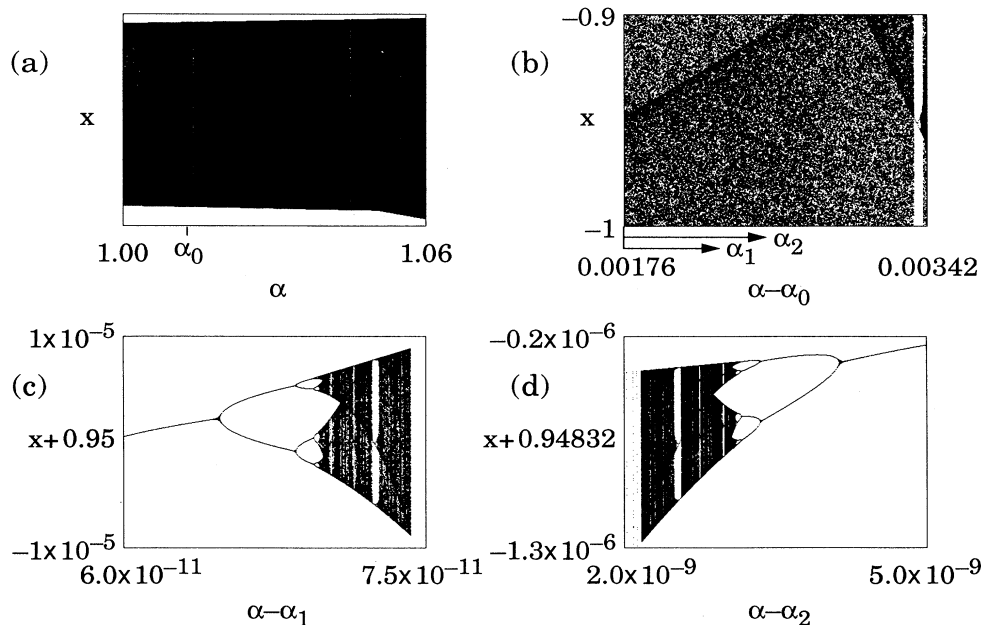 (a)
x
1.00
α₀
1.06
α
(b)
−0.9
x
−1
α₂
α₁
0.00176
0.00342
α−α₀
(c)
1x10⁻⁵
x+0.95
−1x10⁻⁵
6.0x10⁻¹¹
7.5x10⁻¹¹
α−α₁
(d)
−0.2x10⁻⁶
x+0.94832
−1.3x10⁻⁶
2.0x10⁻⁹
5.0x10⁻⁹
α−α₂